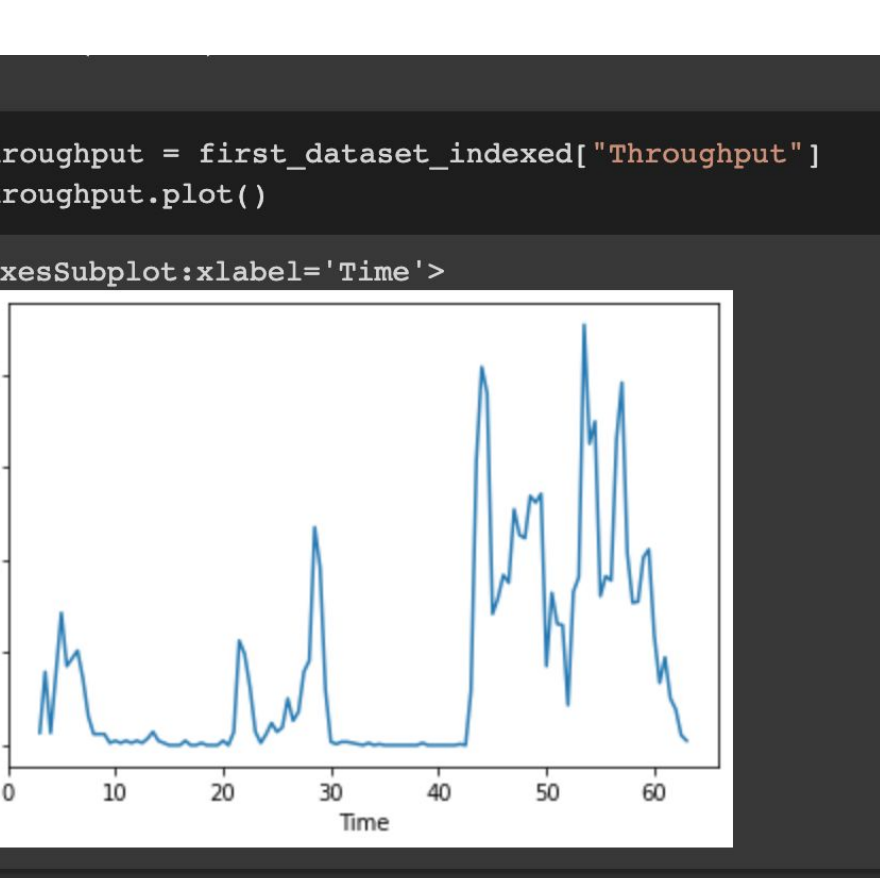 roughput = first_dataset_indexed["Throughput"]
roughput.plot()
xesSubplot:xlabel='Time'>
0 10 20 30 40 50 60
Time